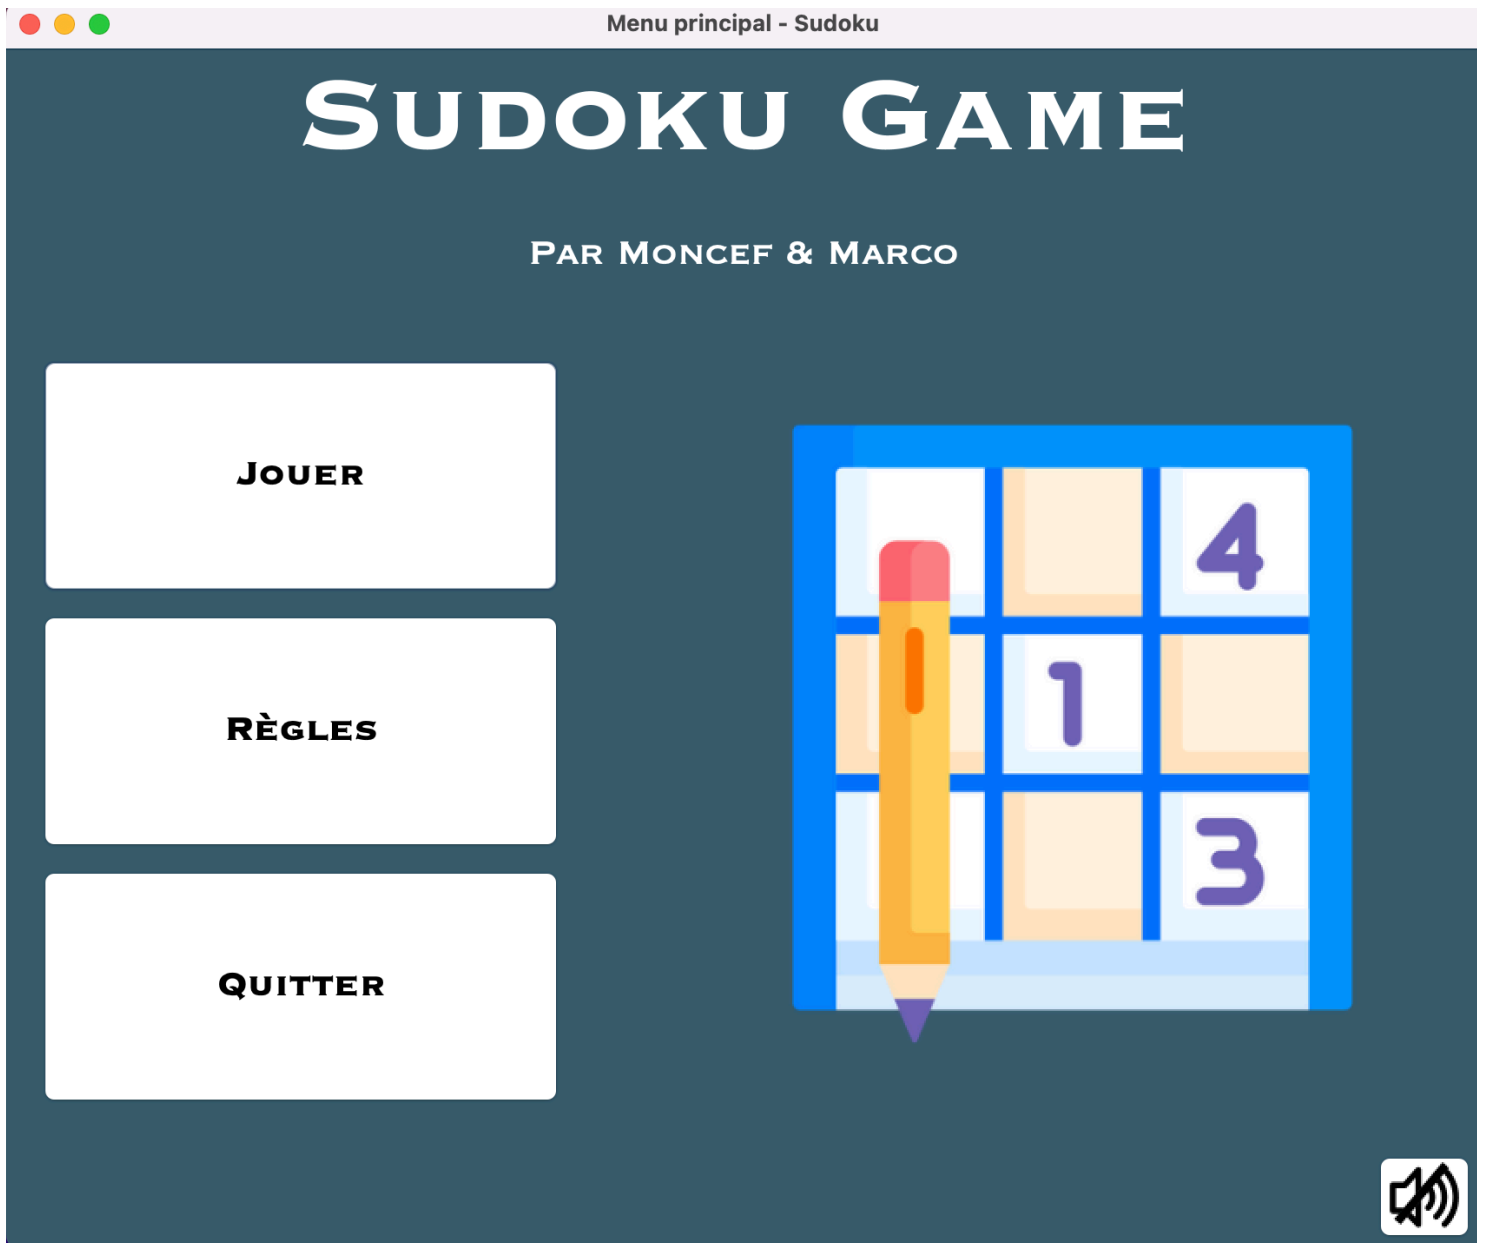 Menu principal - Sudoku
Sudoku Game
Par Moncef & Marco
Jouer
Règles
Quitter
4
1
3